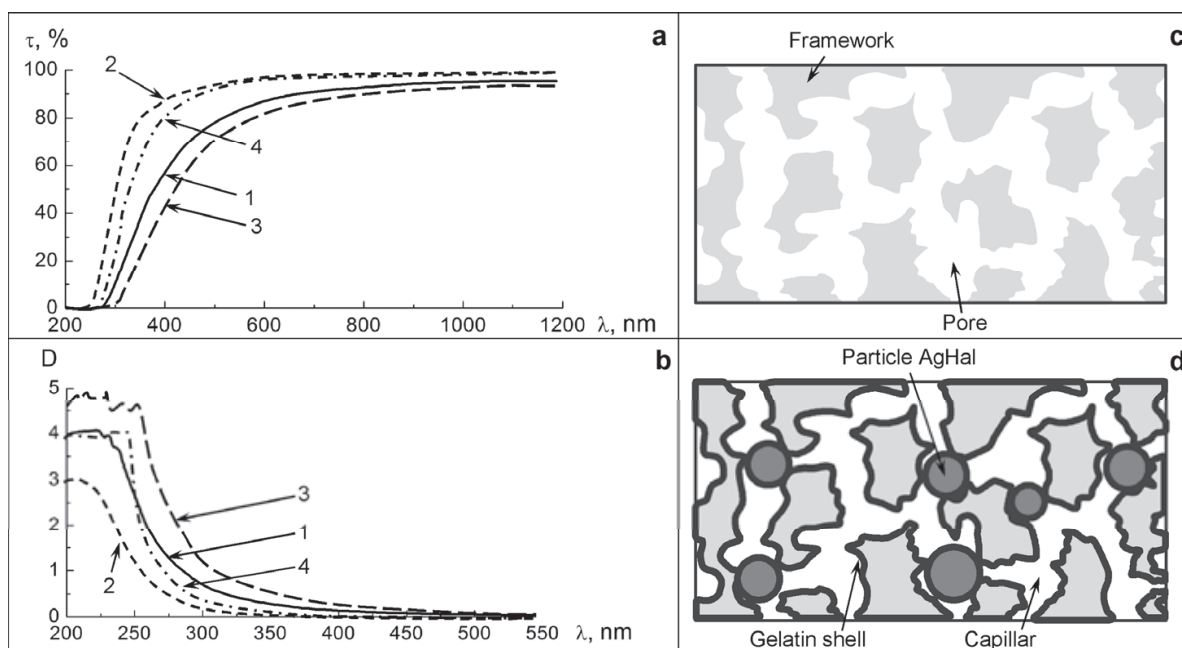 a
τ, %
100
80
60
40
20
0
2
4
1
3
200 400 600 800 1000 1200 λ, nm
c
Framework
Pore
b
D
5
4
3
2
1
0
3
1
4
2
200 250 300 350 400 450 500 550 λ, nm
d
Particle AgHal
Gelatin shell
Capillar